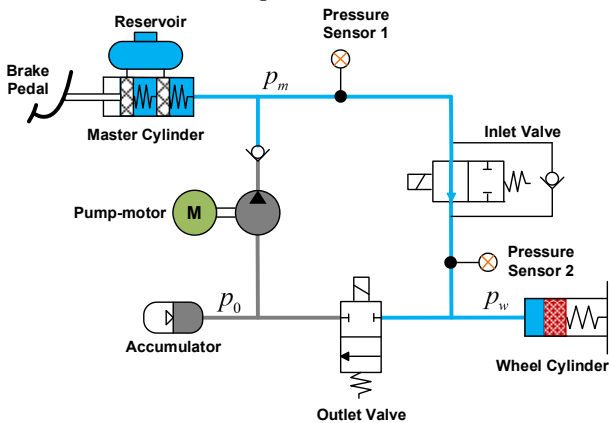 Reservoir
Pressure
Sensor 1
Brake
Pedal
p_m
Master Cylinder
Inlet Valve
Pump-motor
M
Pressure
Sensor 2
p_0
p_w
Accumulator
Wheel Cylinder
Outlet Valve